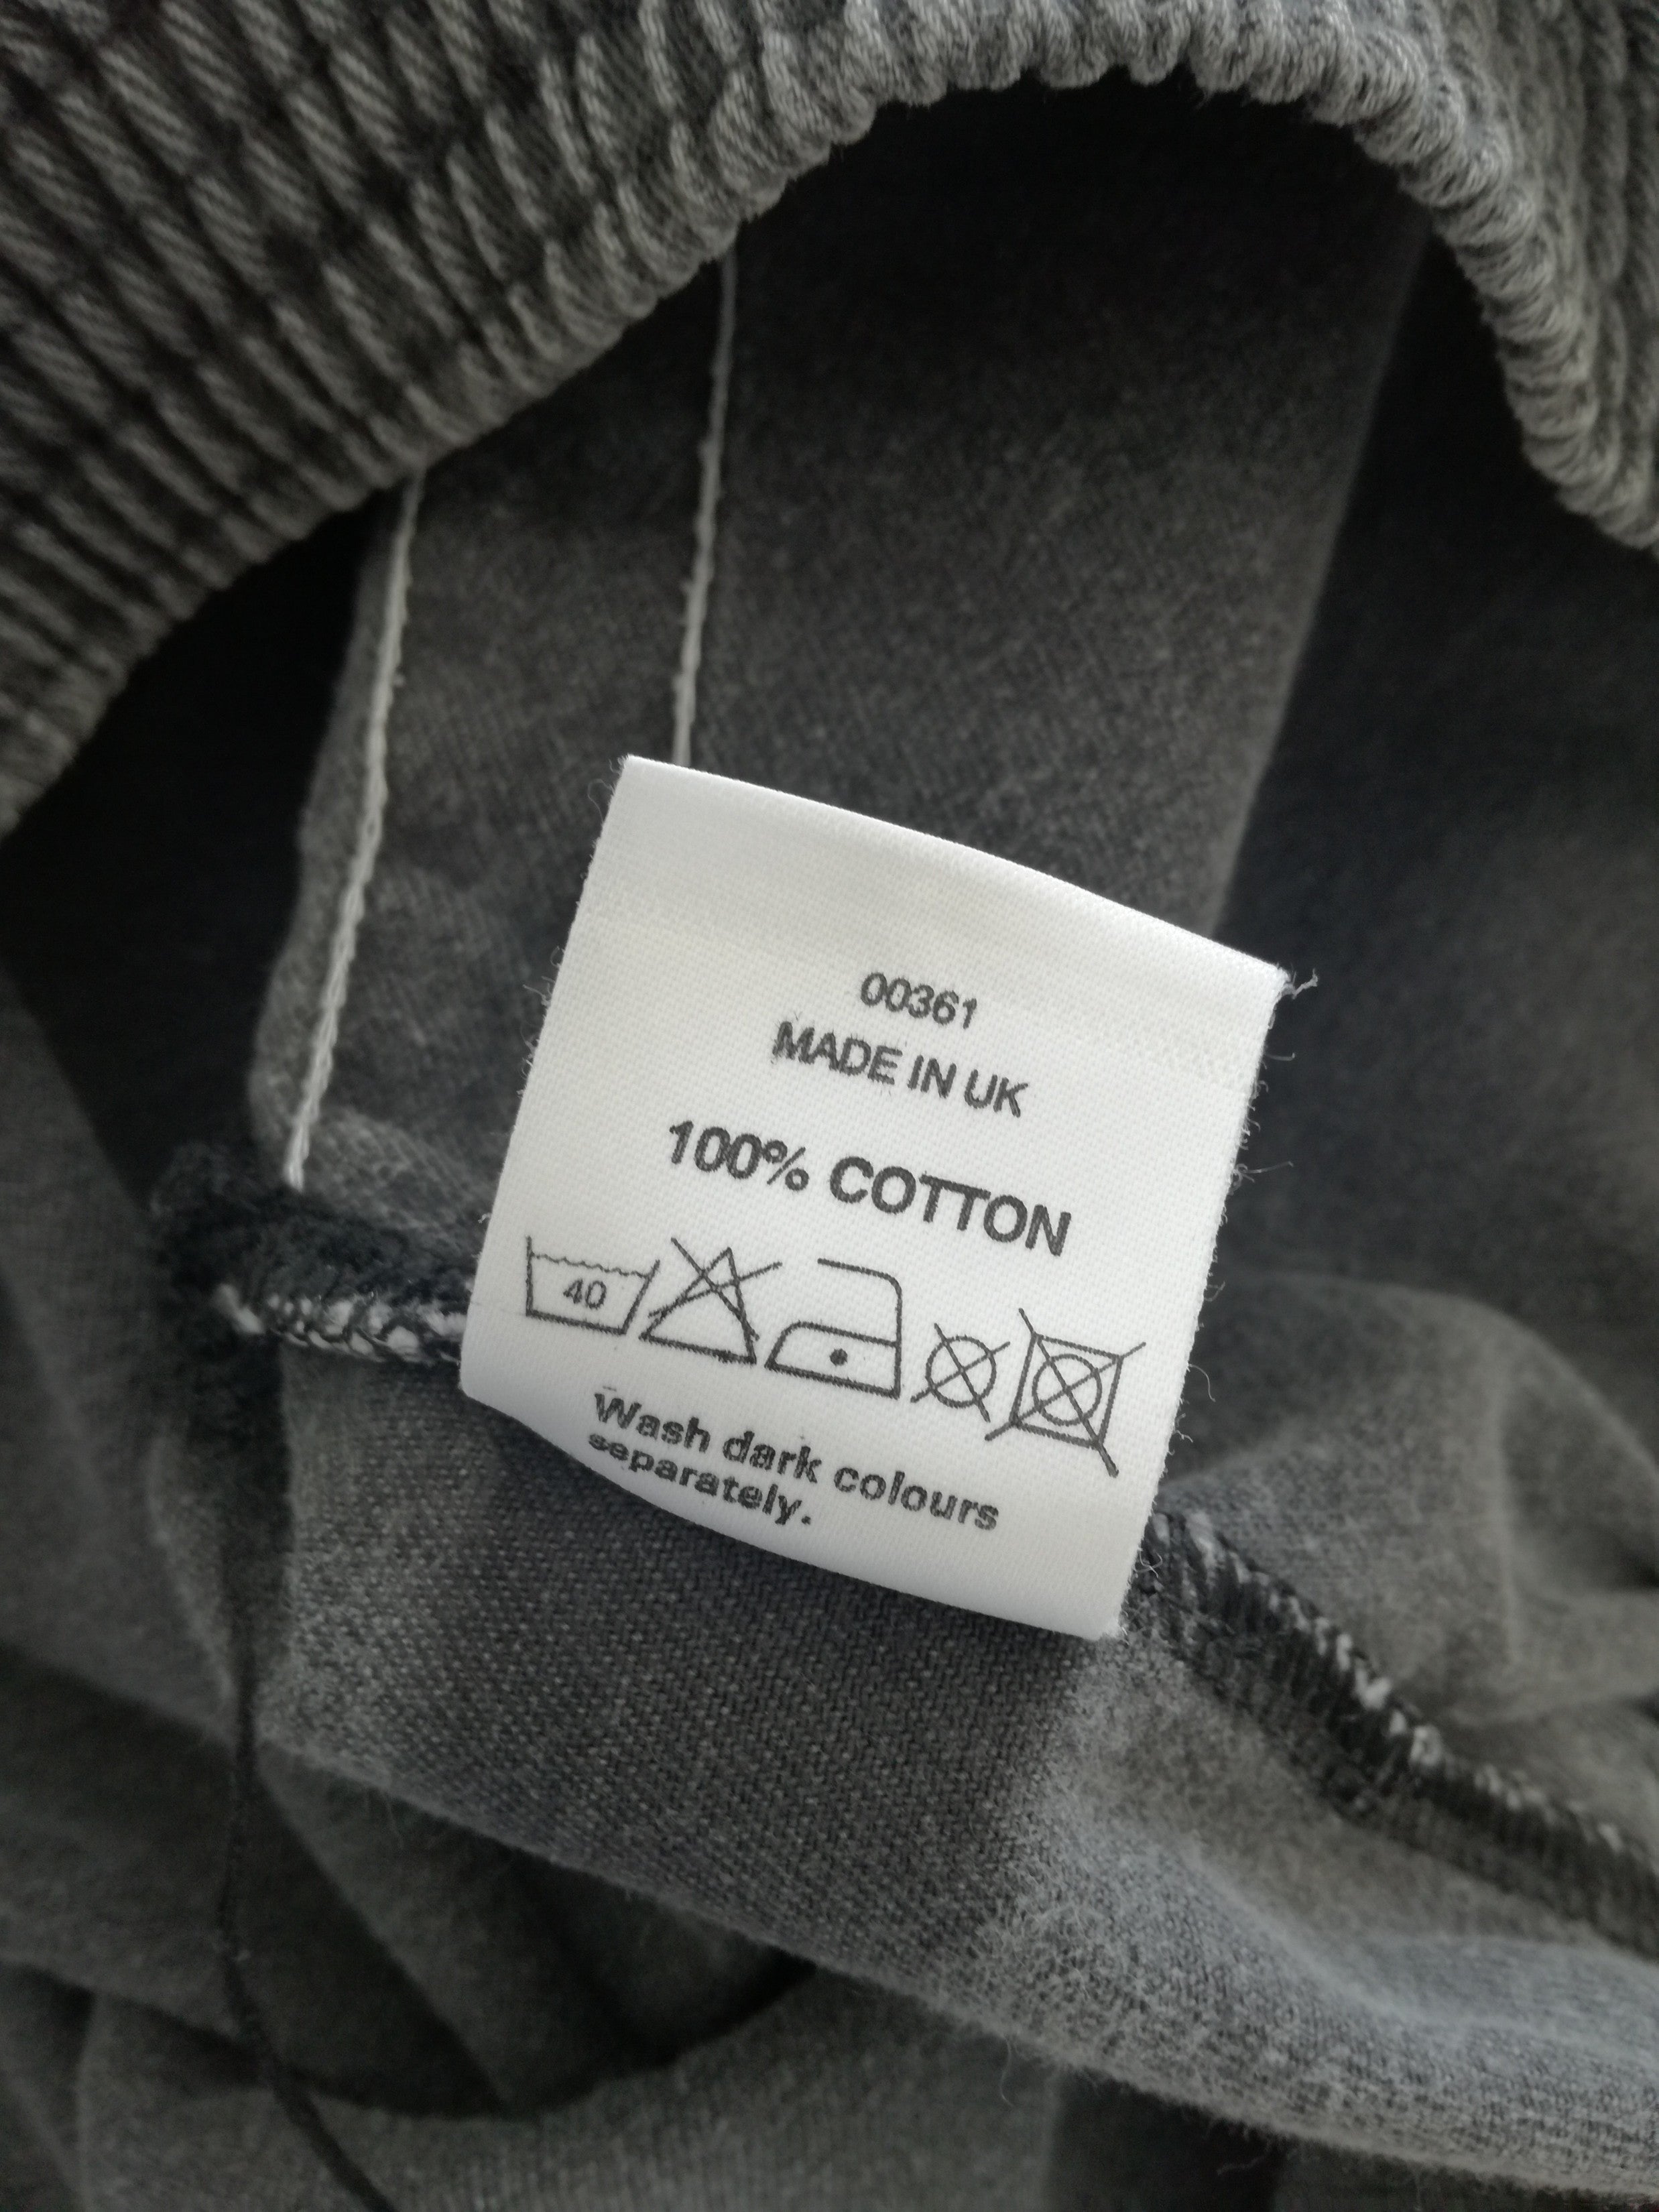 00361
MADE IN UK
100% COTTON
40
Wash dark colours
separately.